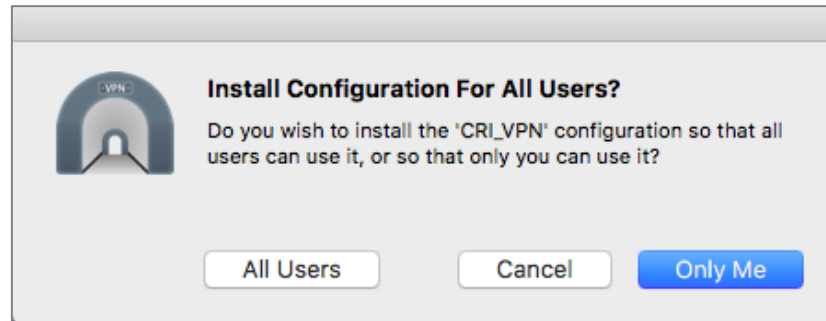 -VPN-
Install Configuration For All Users?
Do you wish to install the 'CRI_VPN' configuration so that all
users can use it, or so that only you can use it?
All Users
Cancel
Only Me